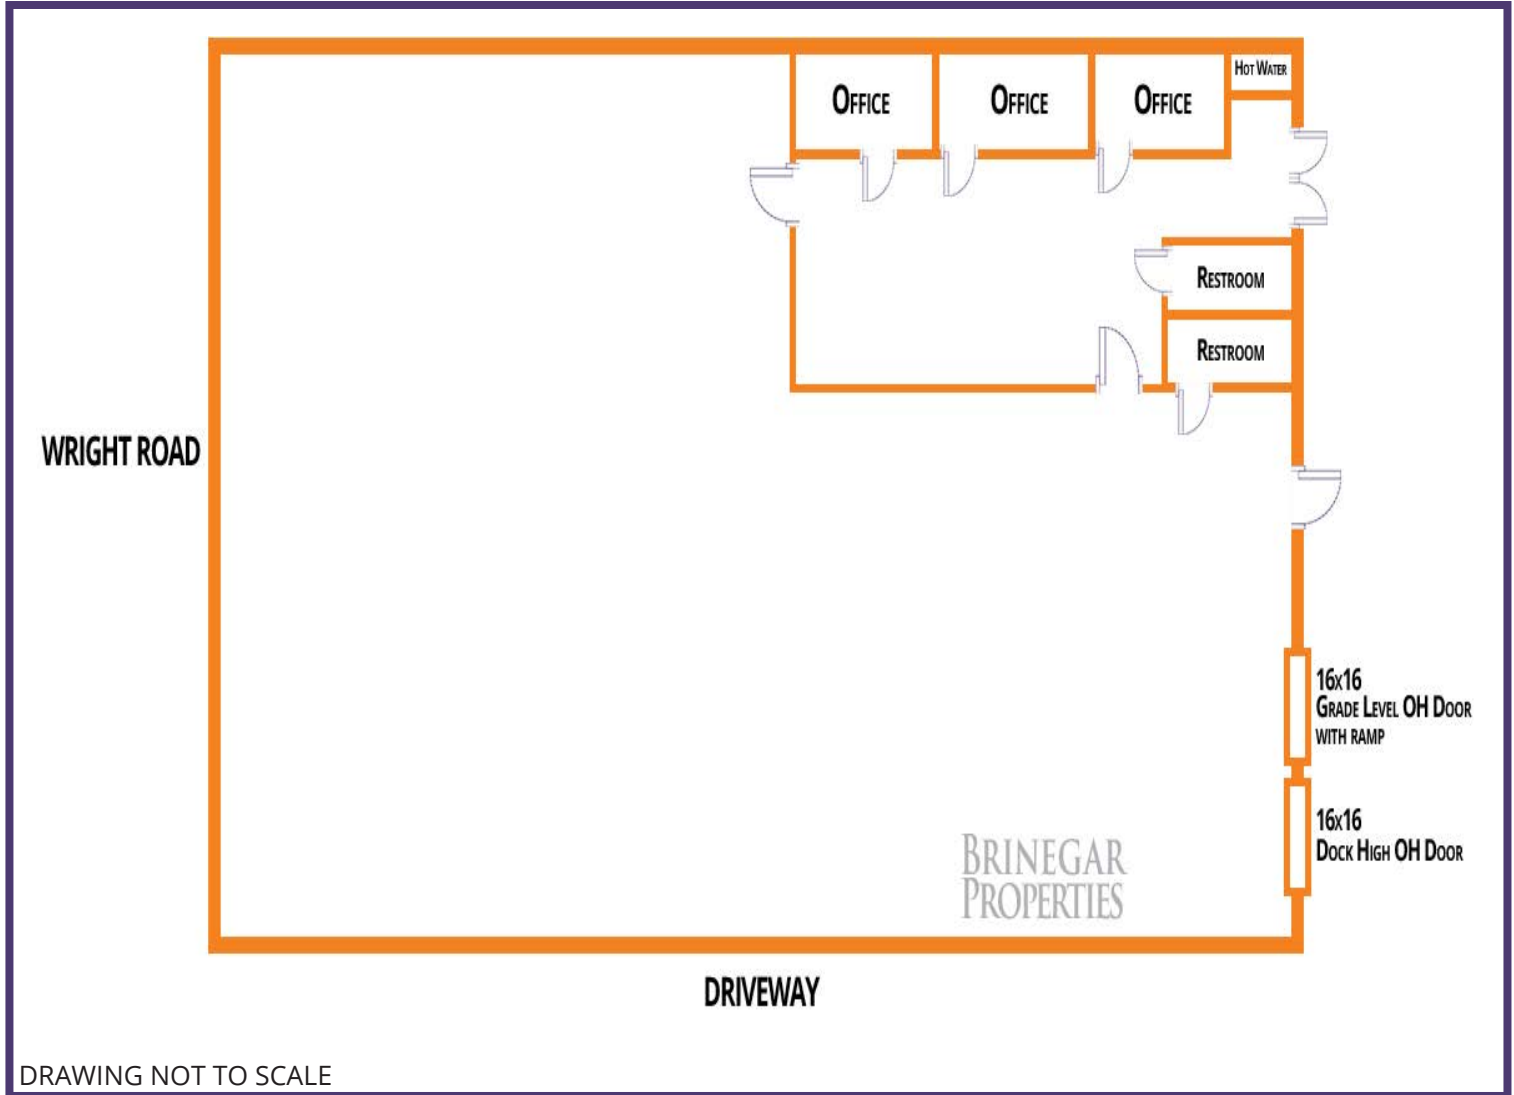 OFFICE
OFFICE
OFFICE
HOT WATER
RESTROOM
RESTROOM
WRIGHT ROAD
16x16
GRADE LEVEL OH DOOR
WITH RAMP
16x16
DOCK HIGH OH DOOR
BRINEGAR
PROPERTIES
DRIVEWAY
DRAWING NOT TO SCALE